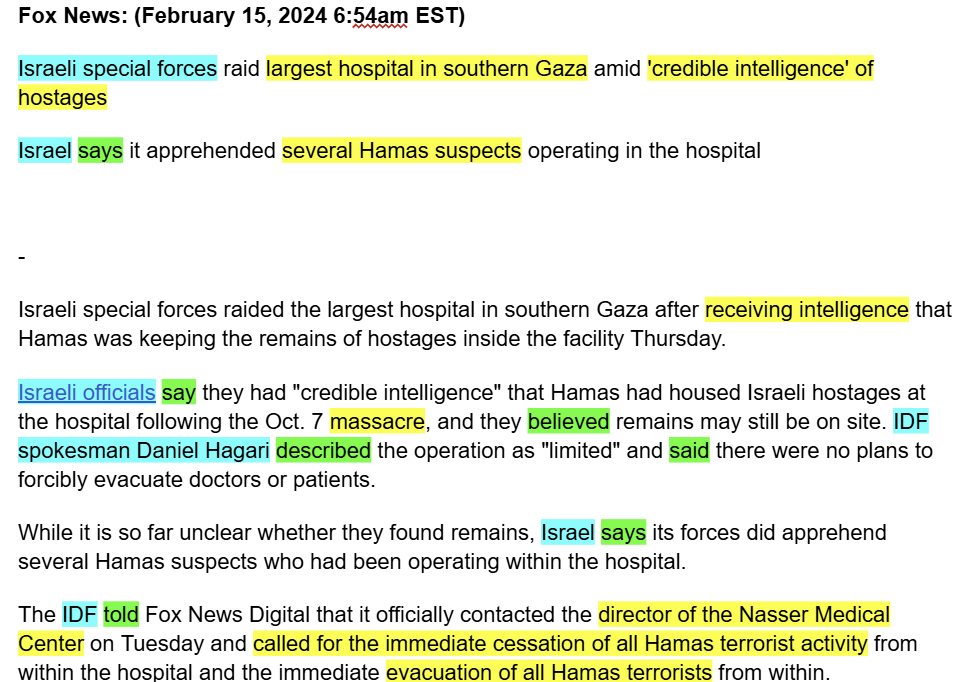 Fox News: (February 15, 2024 6:54am EST)
Israeli special forces raid largest hospital in southern Gaza amid 'credible intelligence' of
hostages
Israel says it apprehended several Hamas suspects operating in the hospital
-
Israeli special forces raided the largest hospital in southern Gaza after receiving intelligence that
Hamas was keeping the remains of hostages inside the facility Thursday.
Israeli officials say they had "credible intelligence" that Hamas had housed Israeli hostages at
the hospital following the Oct. 7 massacre, and they believed remains may still be on site. IDF
spokesman Daniel Hagari described the operation as "limited" and said there were no plans to
forcibly evacuate doctors or patients.
While it is so far unclear whether they found remains, Israel says its forces did apprehend
several Hamas suspects who had been operating within the hospital.
The IDF told Fox News Digital that it officially contacted the director of the Nasser Medical
Center on Tuesday and called for the immediate cessation of all Hamas terrorist activity from
within the hospital and the immediate evacuation of all Hamas terrorists from within.